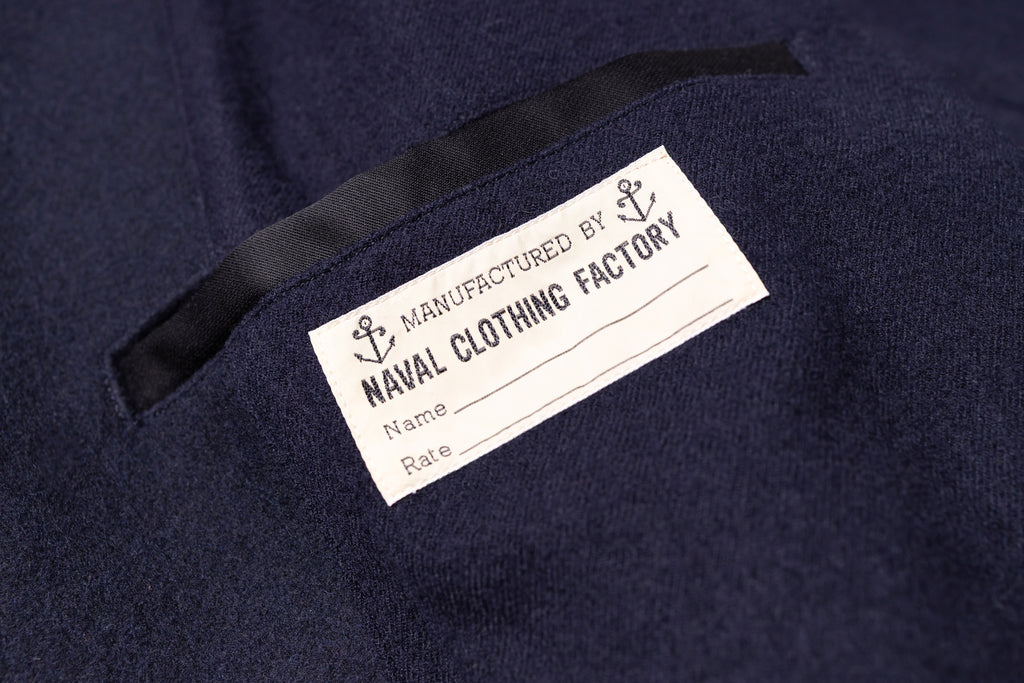 MANUFACTURED BY
NAVAL CLOTHING FACTORY
Name
Rate